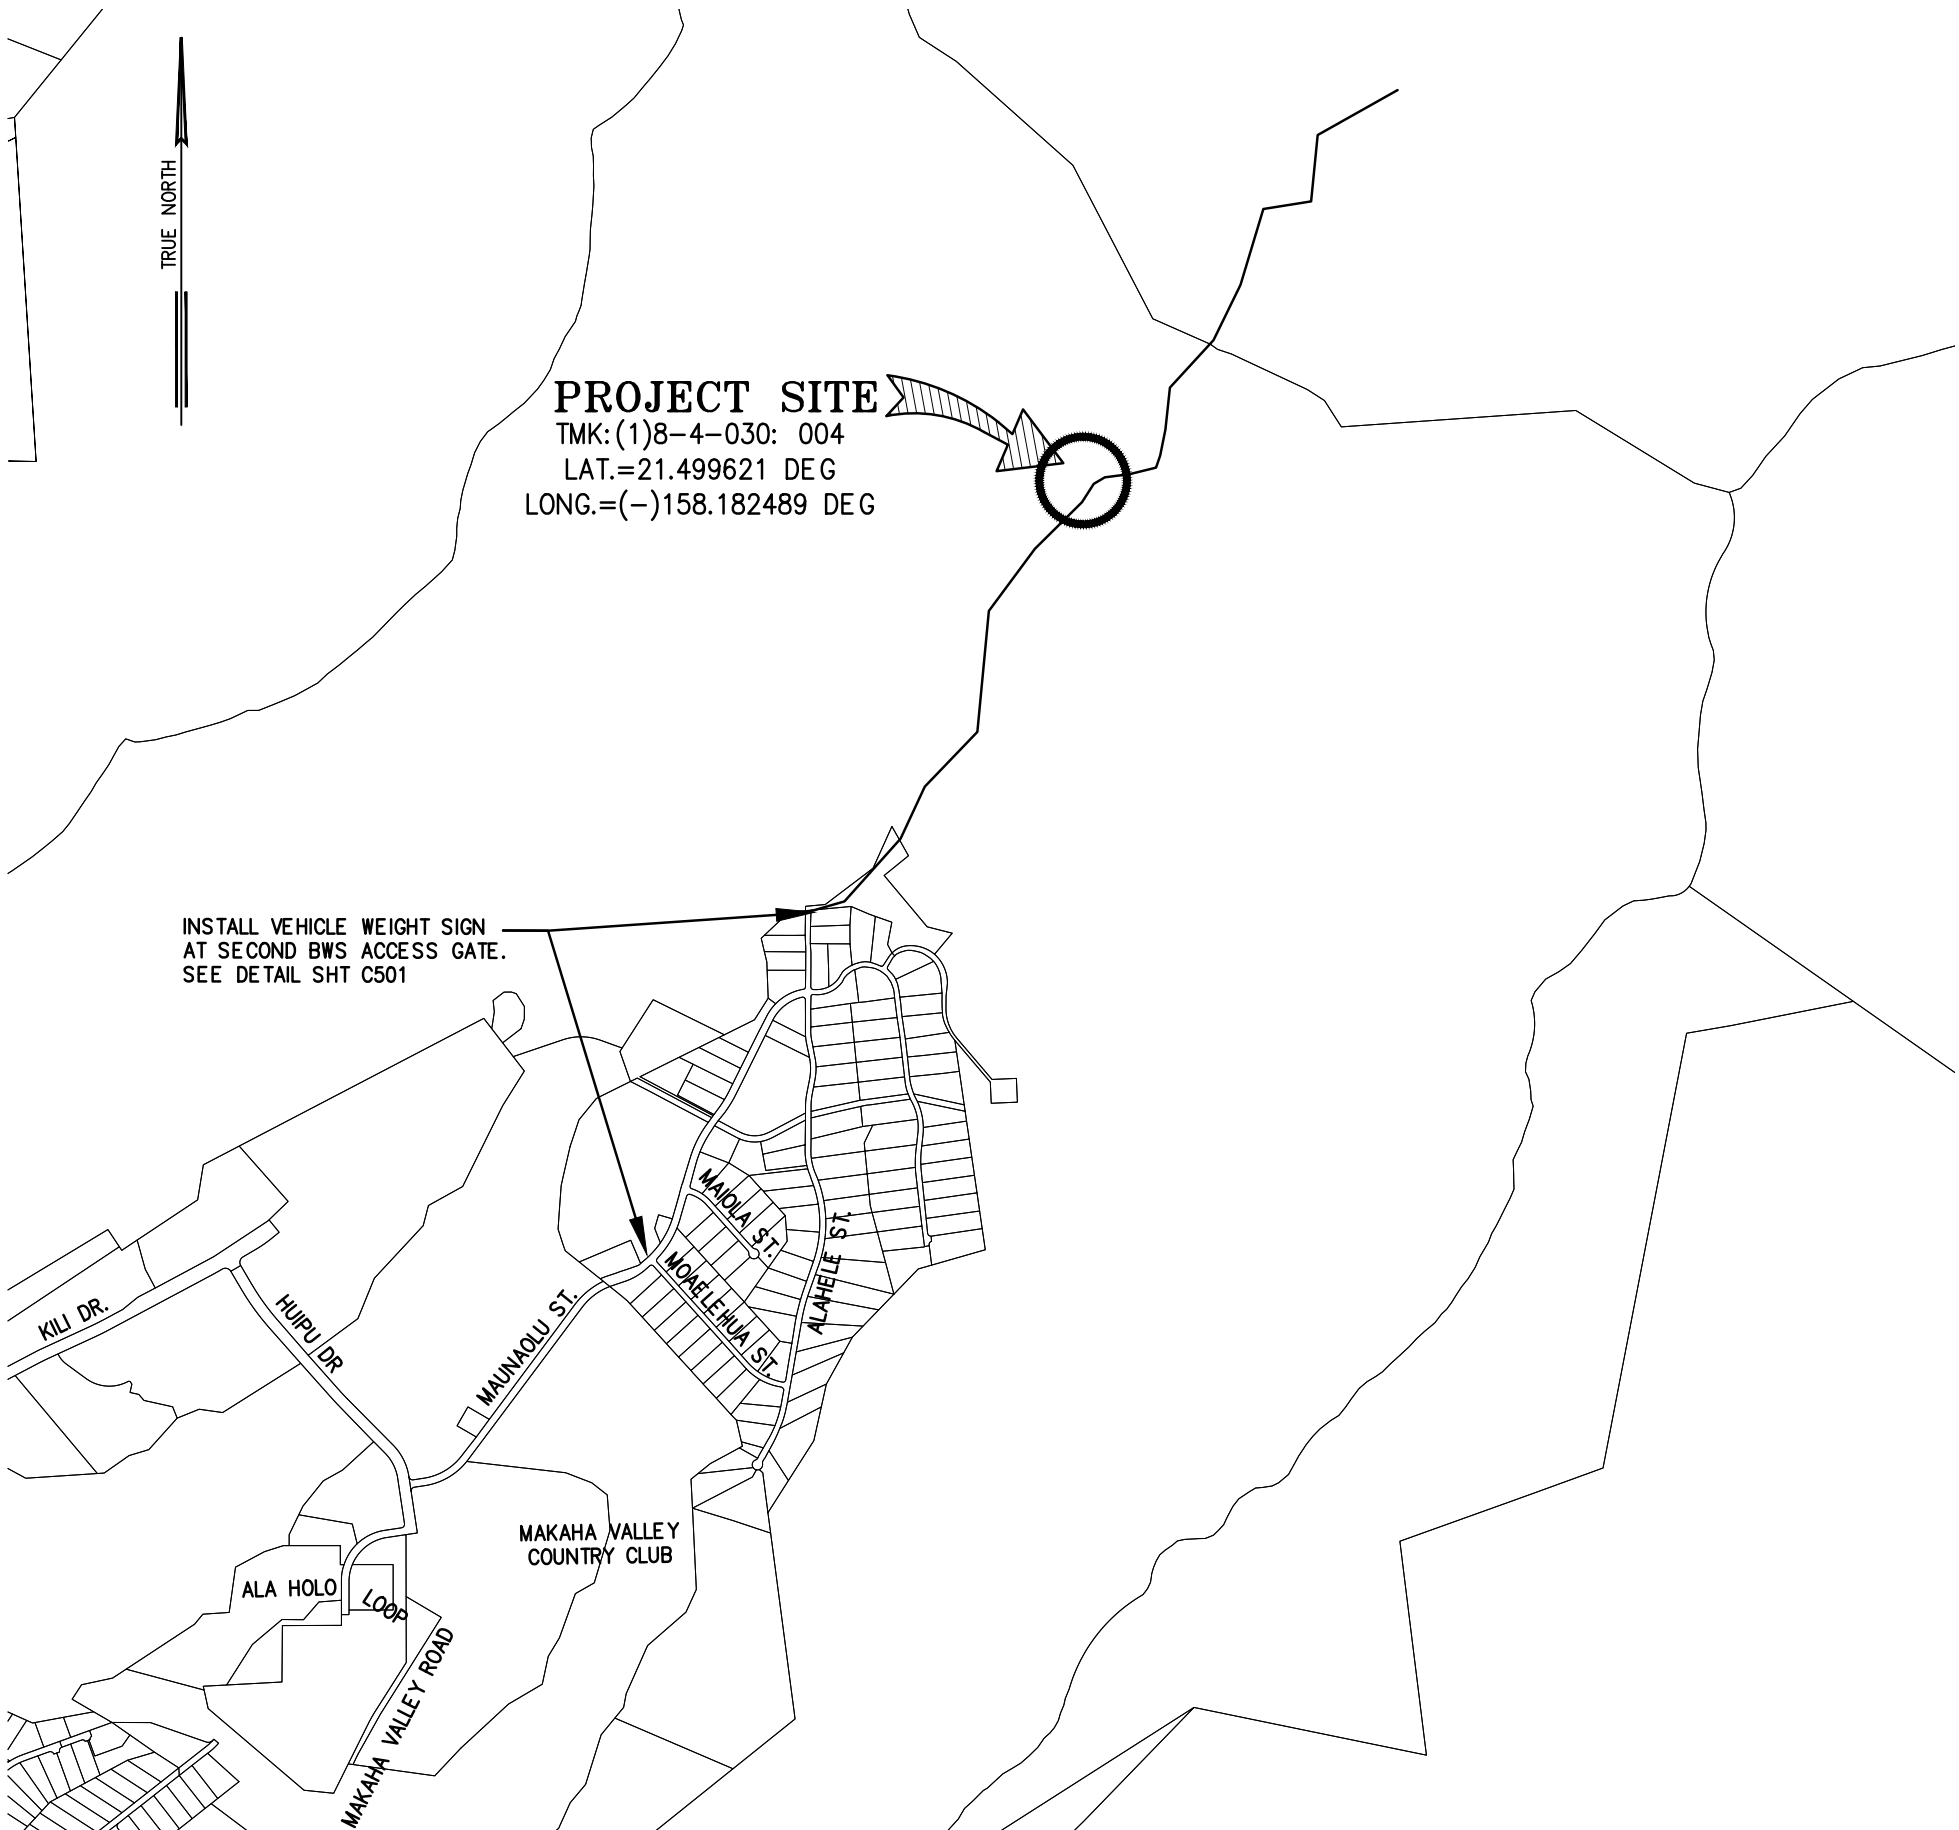 TRUE NORTH
PROJECT SITE
TMK:(1)8-4-030: 004
LAT.=21.499621 DEG
LONG.=(-)158.182489 DEG
INSTALL VEHICLE WEIGHT SIGN
AT SECOND BWS ACCESS GATE.
SEE DETAIL SHT C501
MAIOLA ST.
MOAELEHUA ST.
ALAHELE ST.
KILI DR.
HUIPU DR
MAUNAOLU ST.
MAKAHA VALLEY
COUNTRY CLUB
ALA HOLO
LOOP
MAKAHA VALLEY ROAD